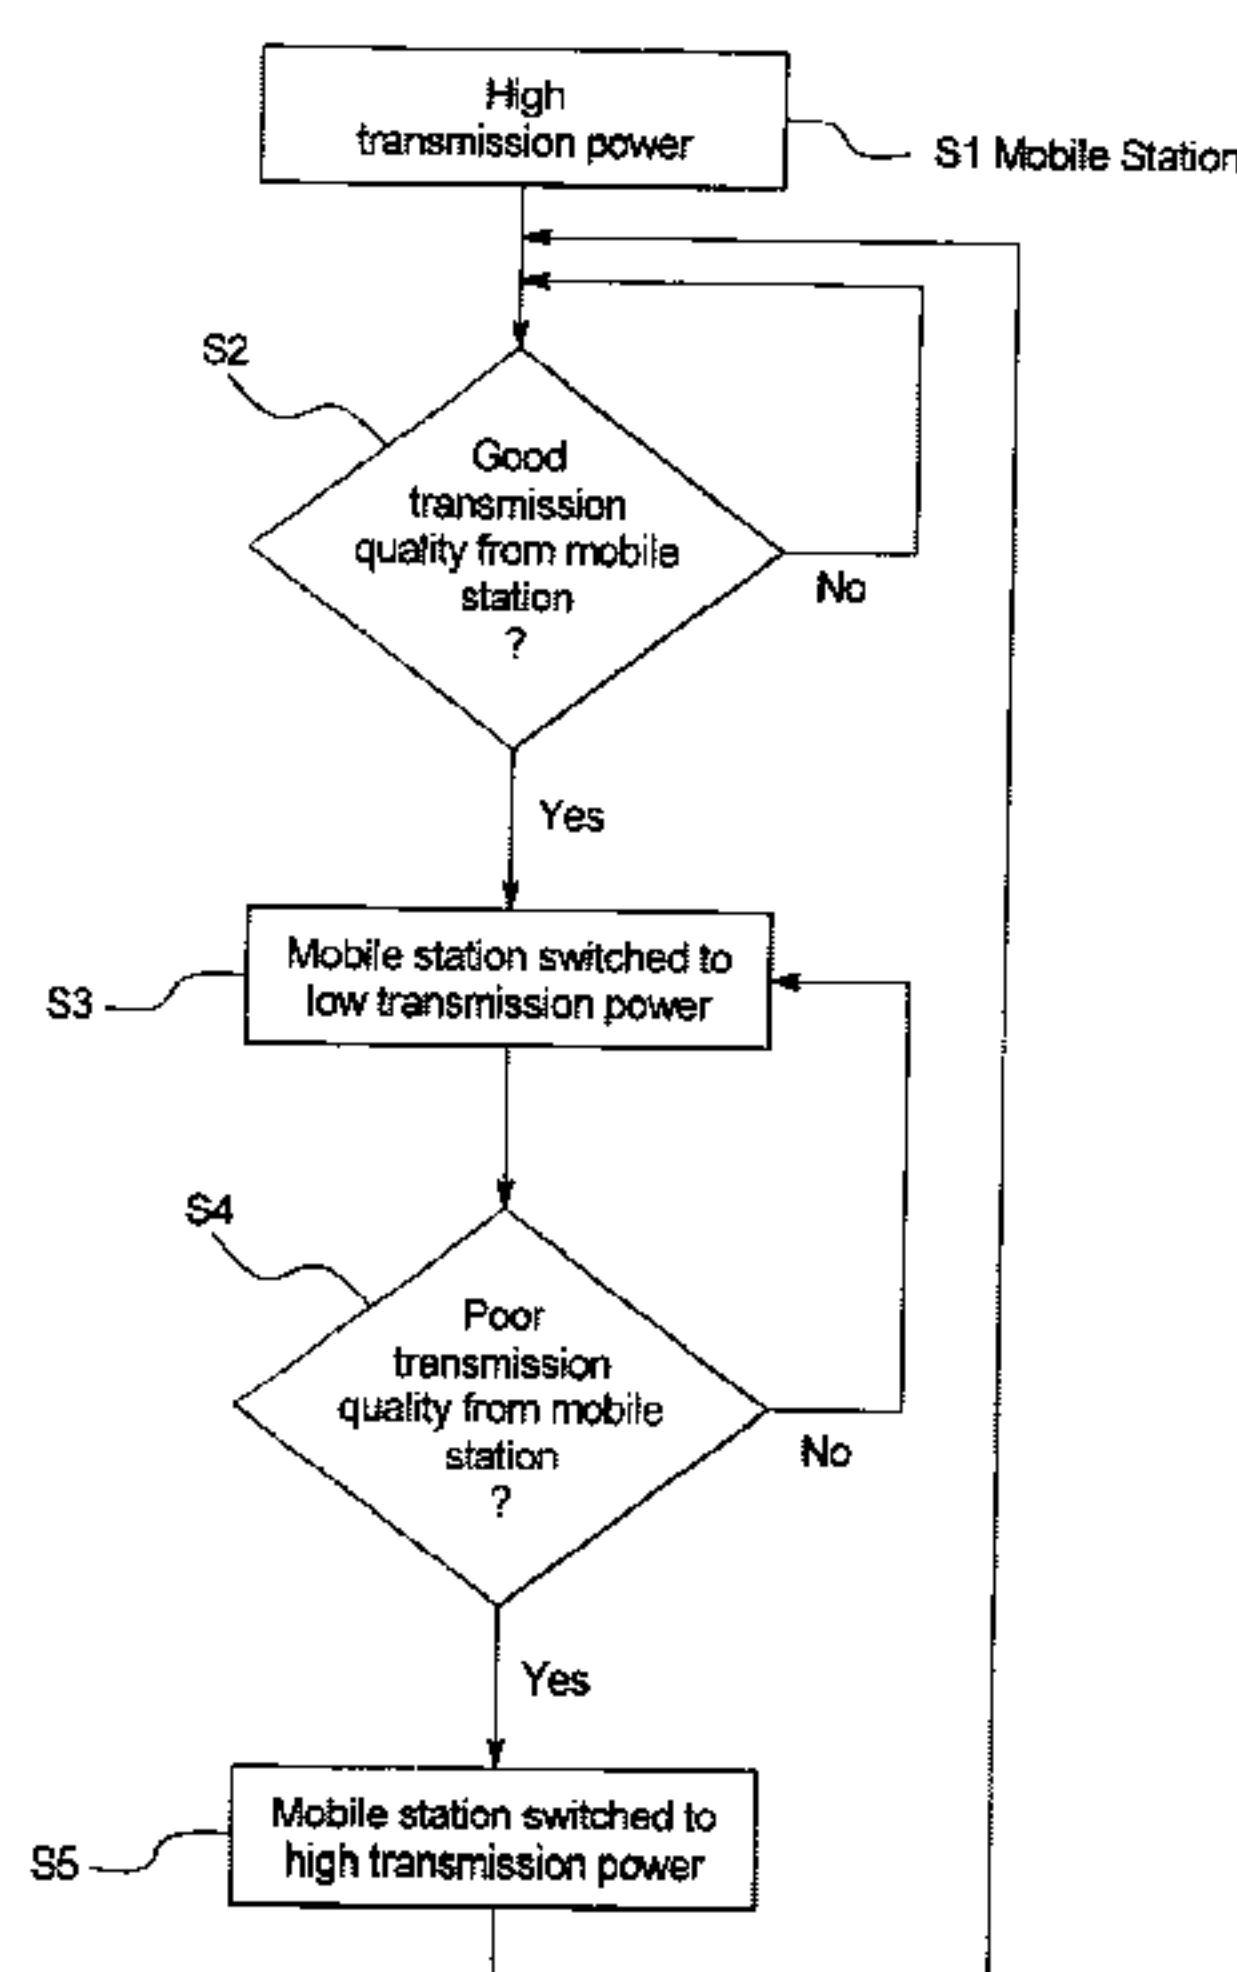 High
transmission power
S1 Mobile Station
S2
Good
transmission
quality from mobile
station
?
No
Yes
Mobile station switched to
low transmission power
S3
S4
Poor
transmission
quality from mobile
station
?
No
Yes
Mobile station switched to
high transmission power
S5